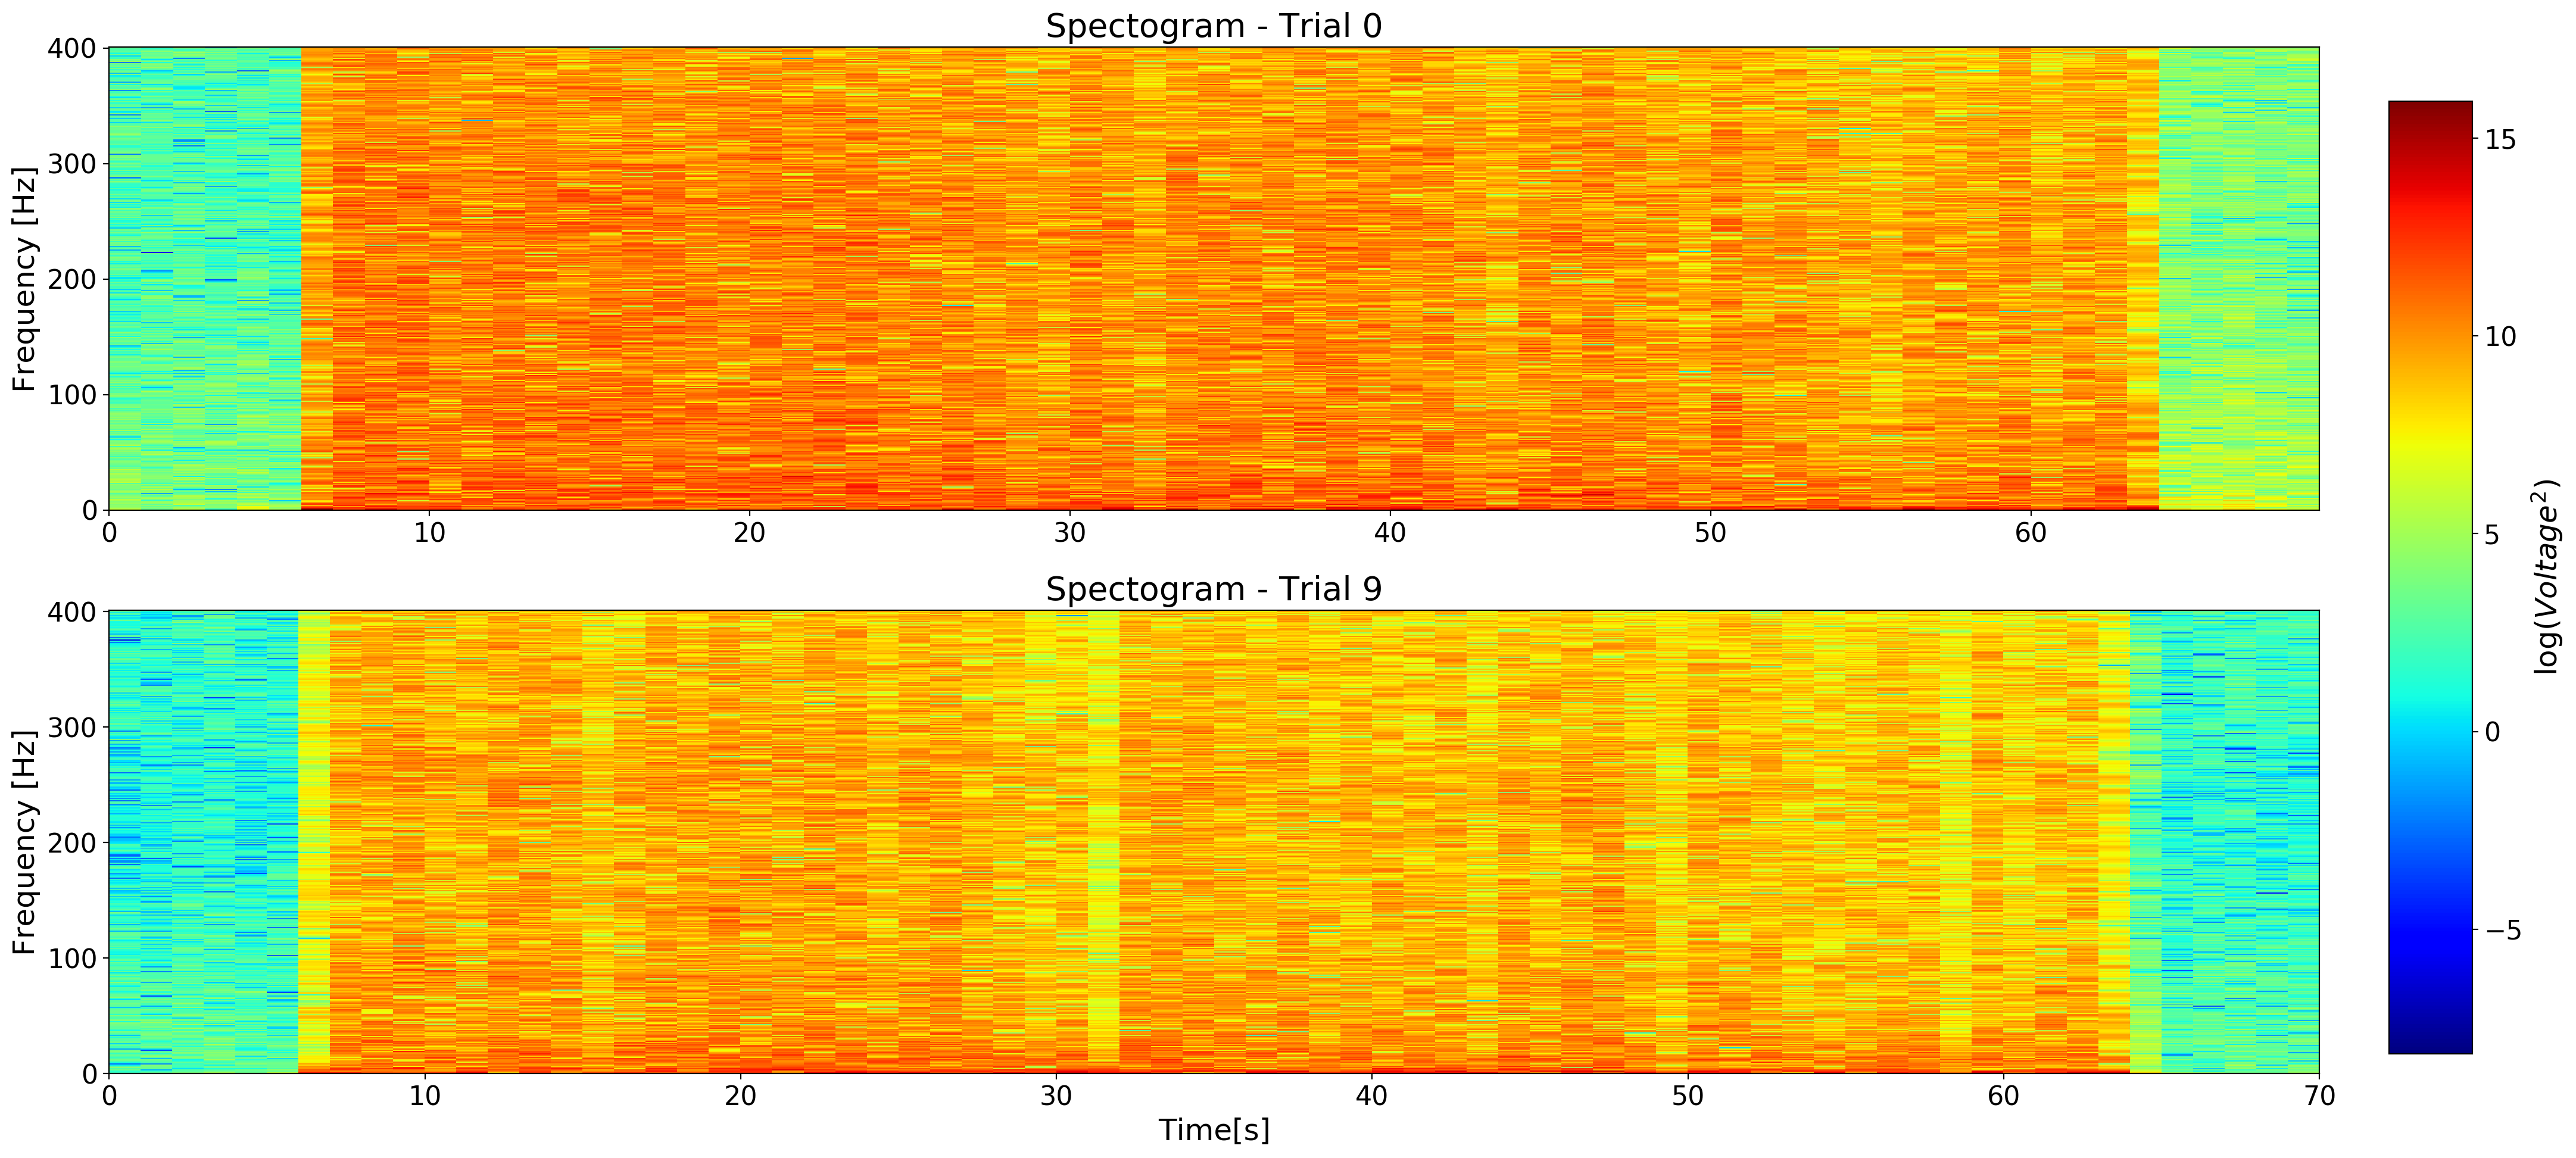 Spectogram - Trial 0
Frequency [Hz]
400
300
200
100
0
0 10 20 30 40 50 60
Spectogram - Trial 9
Frequency [Hz]
400
300
200
100
0
0 10 20 30 40 50 60 70
Time[s]
15
10
5
0
−5
log(Voltage²)